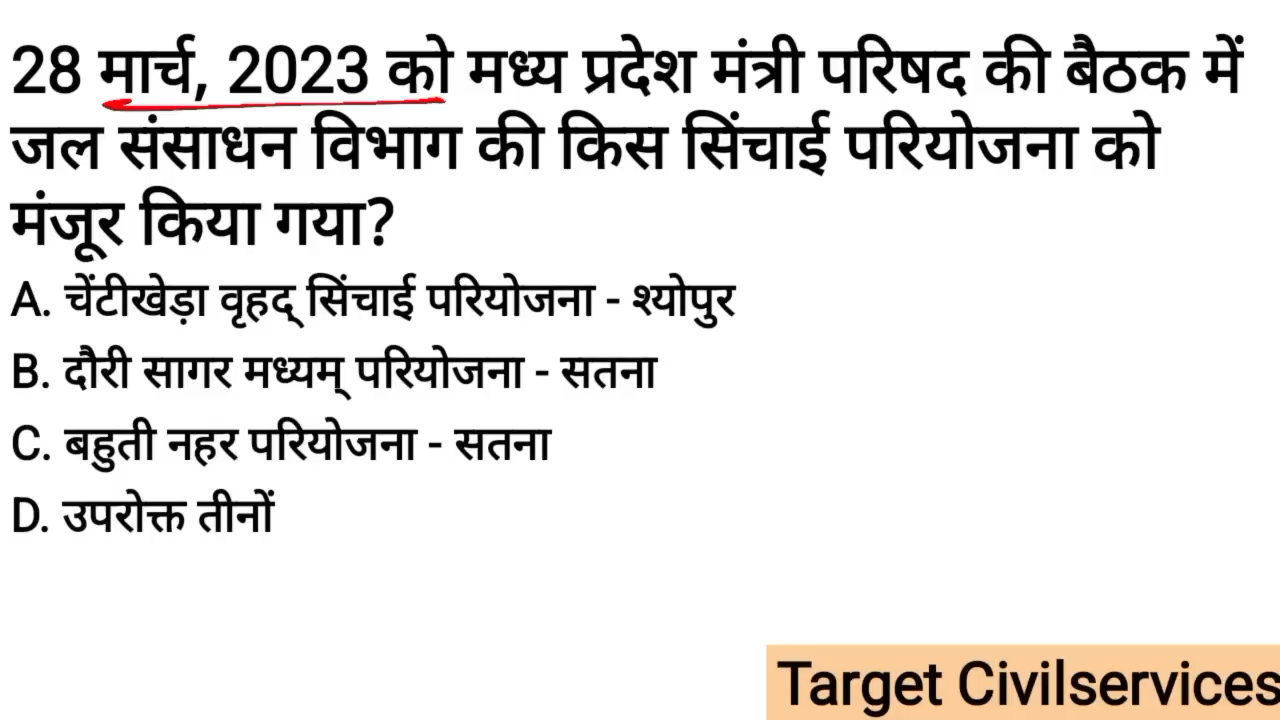 28 मार्च, 2023 को मध्य प्रदेश मंत्री परिषद की बैठक में
जल संसाधन विभाग की किस सिंचाई परियोजना को
मंजूर किया गया?
A. चेंटीखेड़ा वृहद् सिंचाई परियोजना - श्योपुर
B. दौरी सागर मध्यम् परियोजना - सतना
C. बहुती नहर परियोजना - सतना
D. उपरोक्त तीनों
Target Civilservices